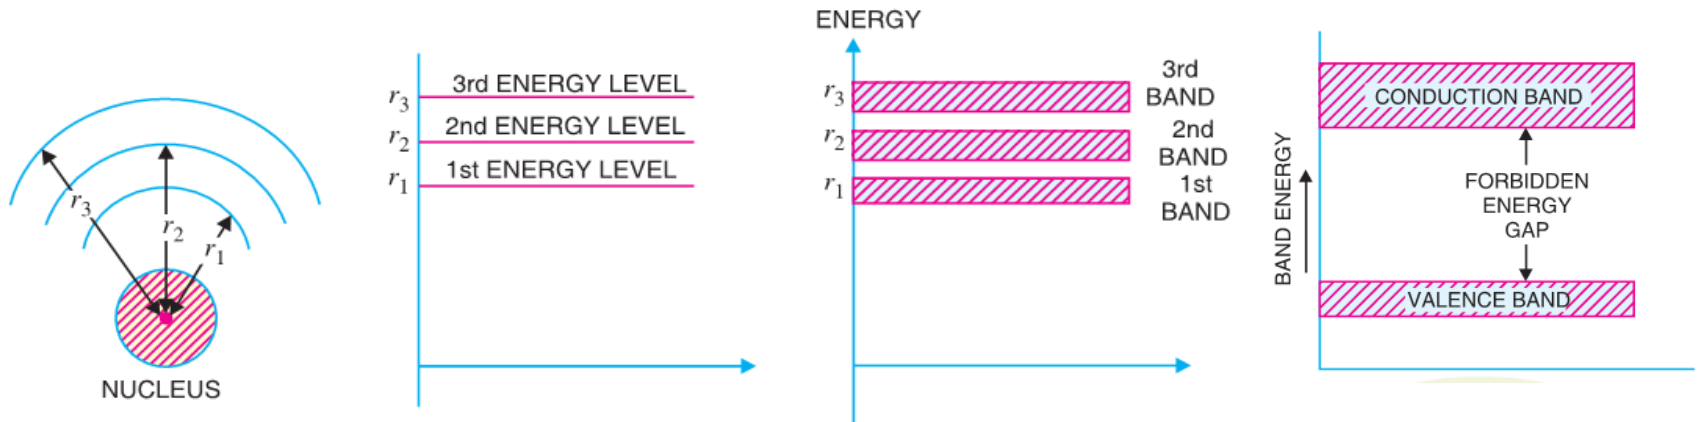 r3
r2
r1
NUCLEUS
3rd ENERGY LEVEL
r3
2nd ENERGY LEVEL
r2
1st ENERGY LEVEL
r1
ENERGY
r3
3rd
BAND
r2
2nd
BAND
r1
1st
BAND
BAND ENERGY
CONDUCTION BAND
FORBIDDEN
ENERGY
GAP
VALENCE BAND